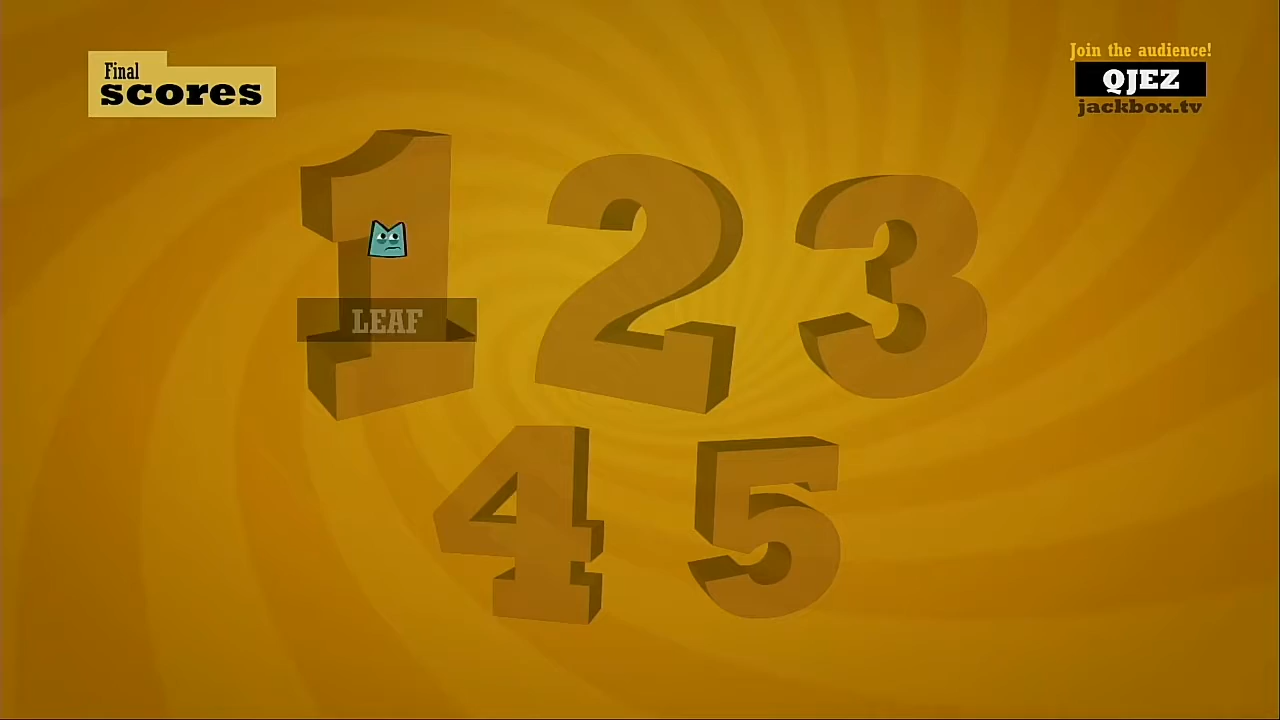 Final
scores
Join the audience!
QJEZ
jackbox.tv
1 2 3
LEAF
4 5